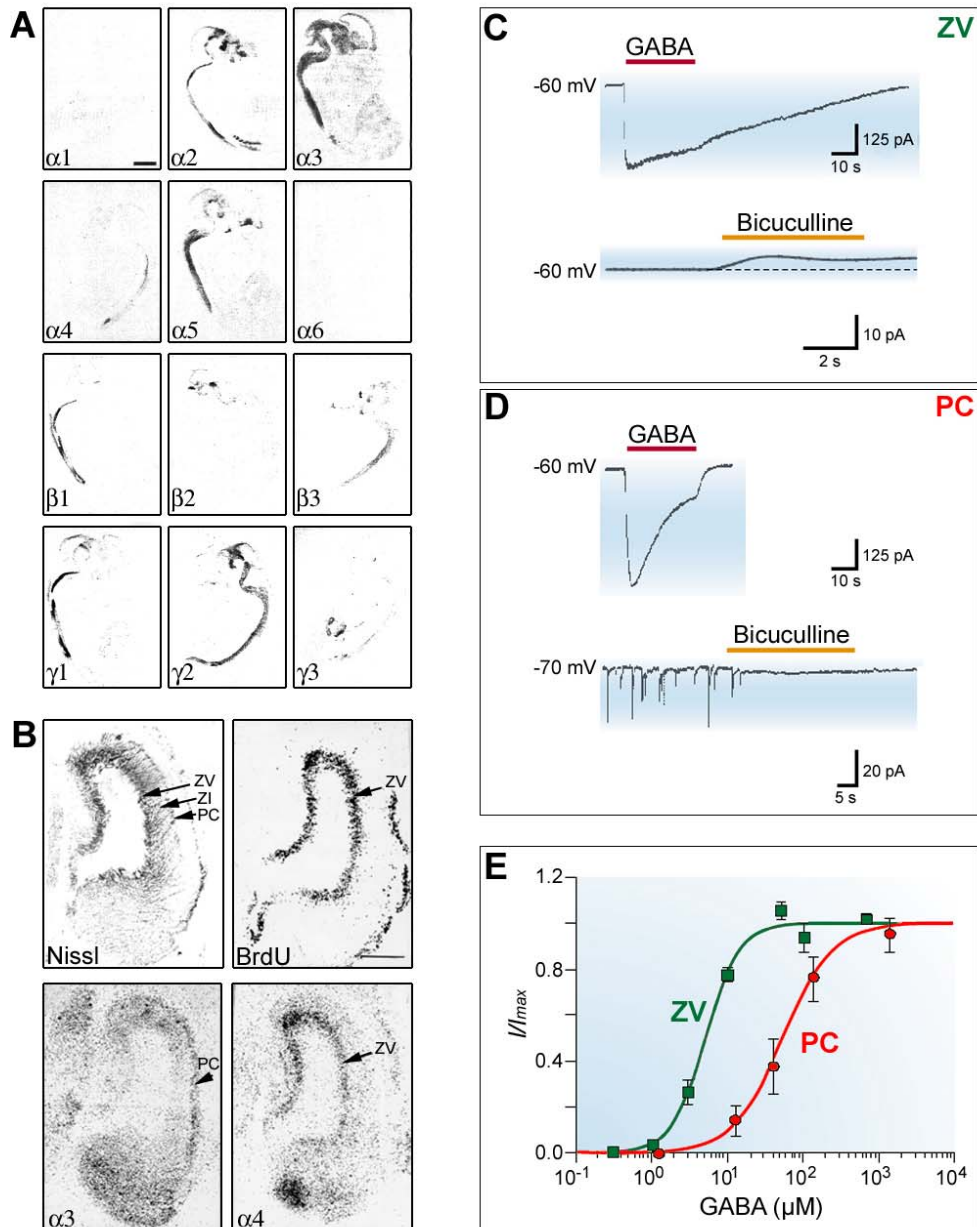 A
α1
α2
α3
α4
α5
α6
β1
β2
β3
γ1
γ2
γ3
B
ZV
ZI
PC
Nissl
ZV
BrdU
PC
α3
ZV
α4
C
ZV
GABA
-60 mV
125 pA
10 s
Bicuculline
-60 mV
10 pA
2 s
D
PC
GABA
-60 mV
125 pA
10 s
Bicuculline
-70 mV
20 pA
5 s
E
1.2
0.8
0.4
0.0
I/Imax
ZV
PC
10-1 100 101 102 103 104
GABA (µM)